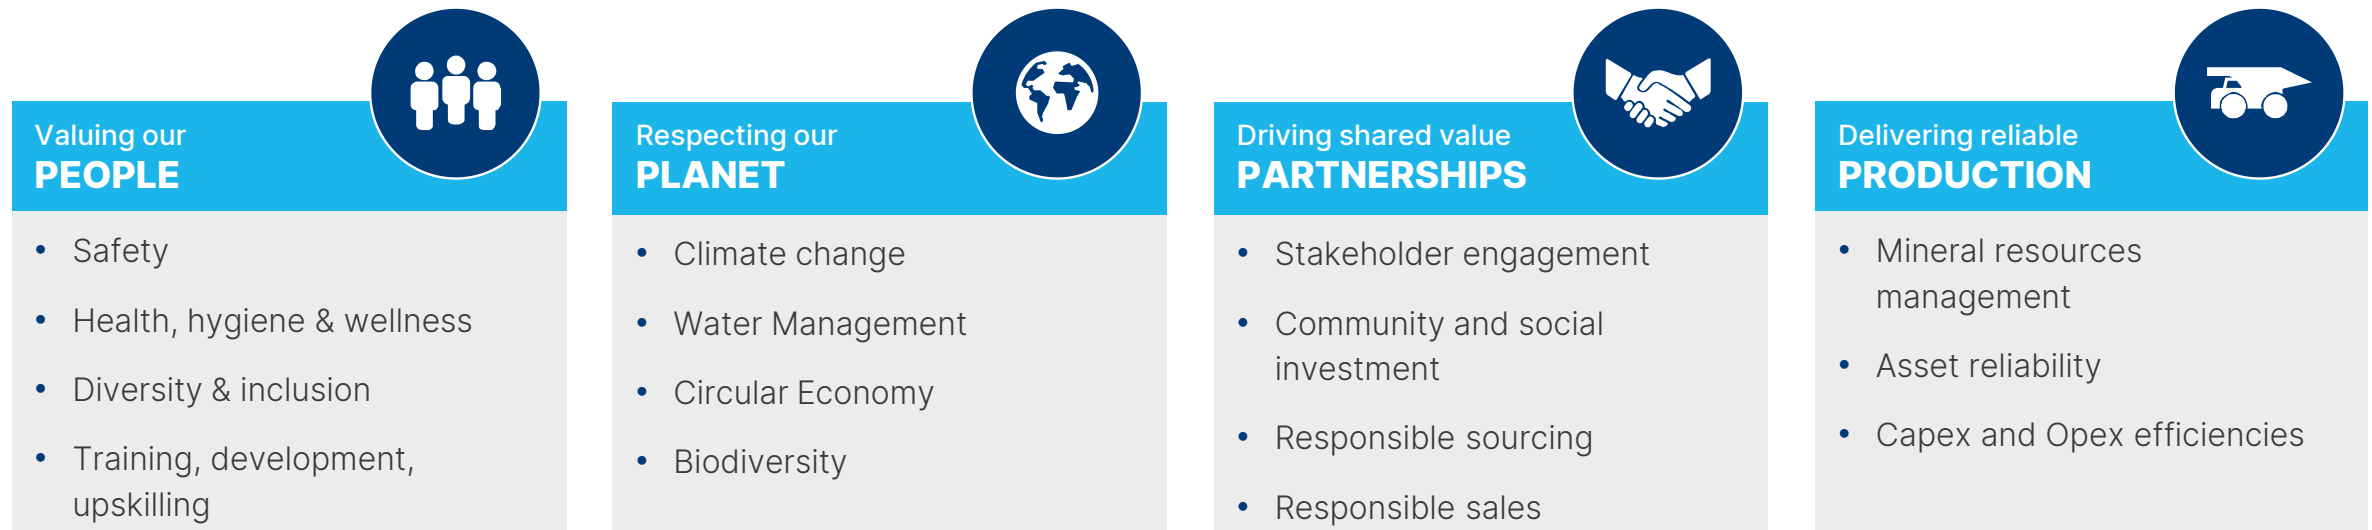 Valuing our
PEOPLE
• Safety
• Health, hygiene & wellness
• Diversity & inclusion
• Training, development,
upskilling
Respecting our
PLANET
• Climate change
• Water Management
• Circular Economy
• Biodiversity
Driving shared value
PARTNERSHIPS
• Stakeholder engagement
• Community and social
investment
• Responsible sourcing
• Responsible sales
Delivering reliable
PRODUCTION
• Mineral resources
management
• Asset reliability
• Capex and Opex efficiencies